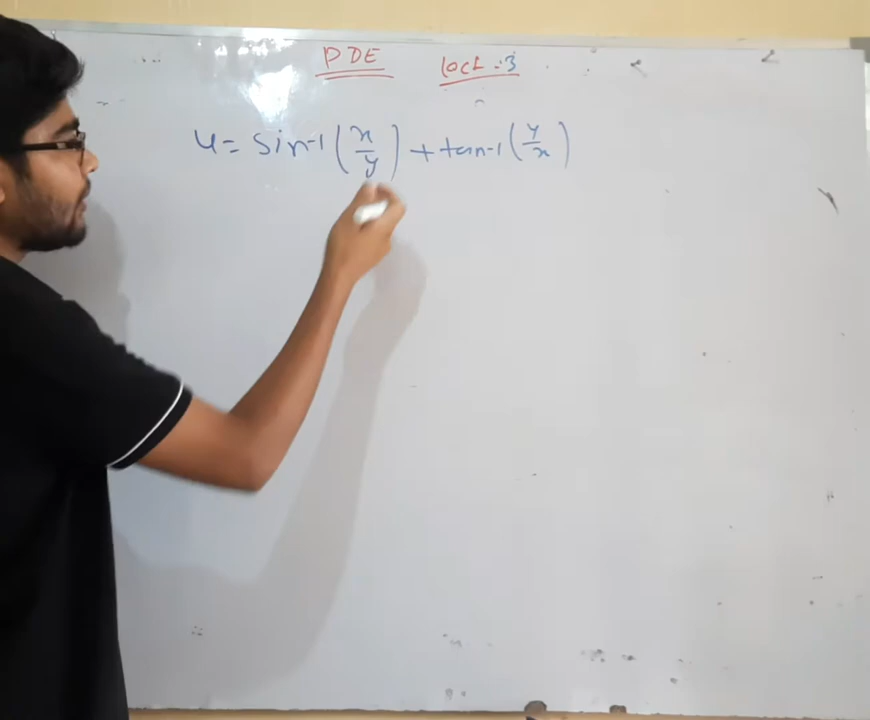 PDE Lect :3
u = sin-1 (x/y) + tan-1 (y/x)